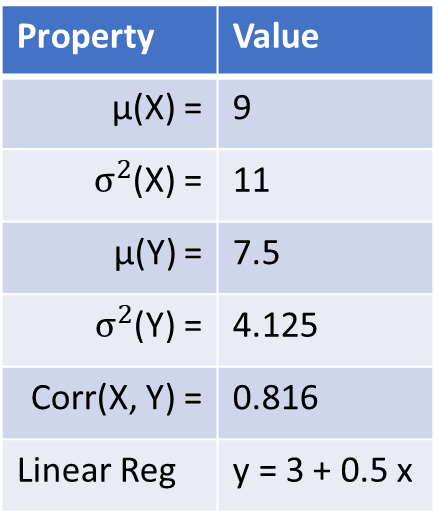 Property Value
μ(X) = 9
σ²(X) = 11
μ(Y) = 7.5
σ²(Y) = 4.125
Corr(X, Y) = 0.816
Linear Reg y = 3 + 0.5 x